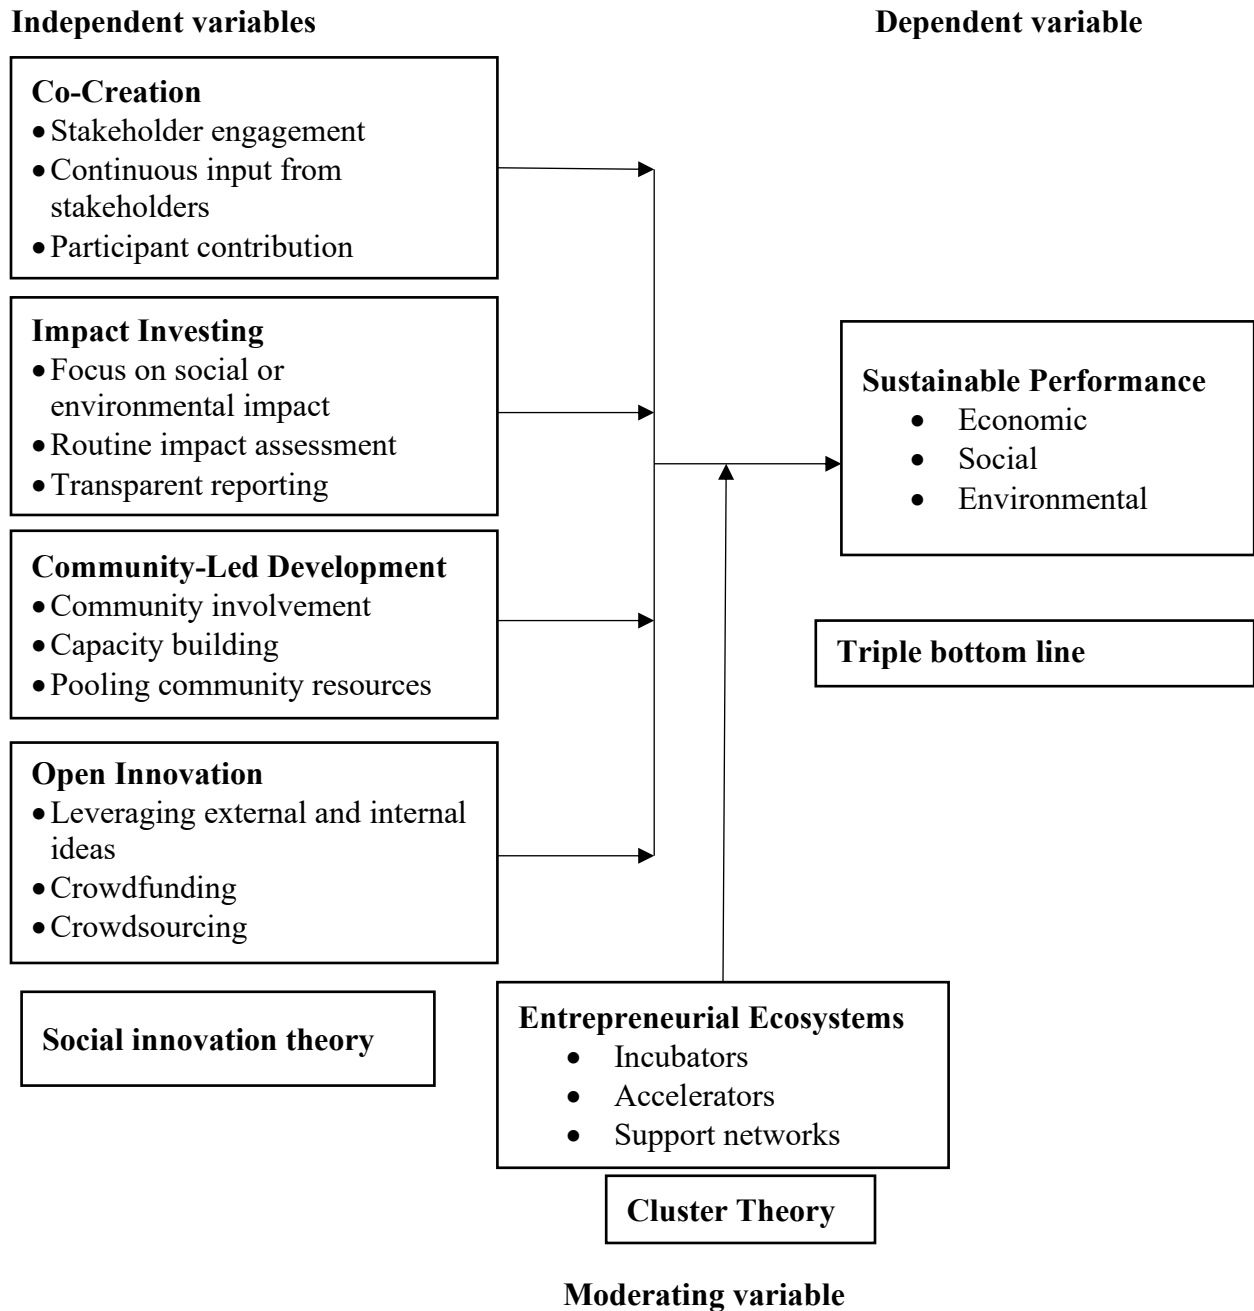 Independent variables
Dependent variable
Co-Creation
• Stakeholder engagement
• Continuous input from
stakeholders
• Participant contribution
Impact Investing
• Focus on social or
environmental impact
• Routine impact assessment
• Transparent reporting
Community-Led Development
• Community involvement
• Capacity building
• Pooling community resources
Open Innovation
• Leveraging external and internal
ideas
• Crowdfunding
• Crowdsourcing
Social innovation theory
Sustainable Performance
• Economic
• Social
• Environmental
Triple bottom line
Entrepreneurial Ecosystems
• Incubators
• Accelerators
• Support networks
Cluster Theory
Moderating variable